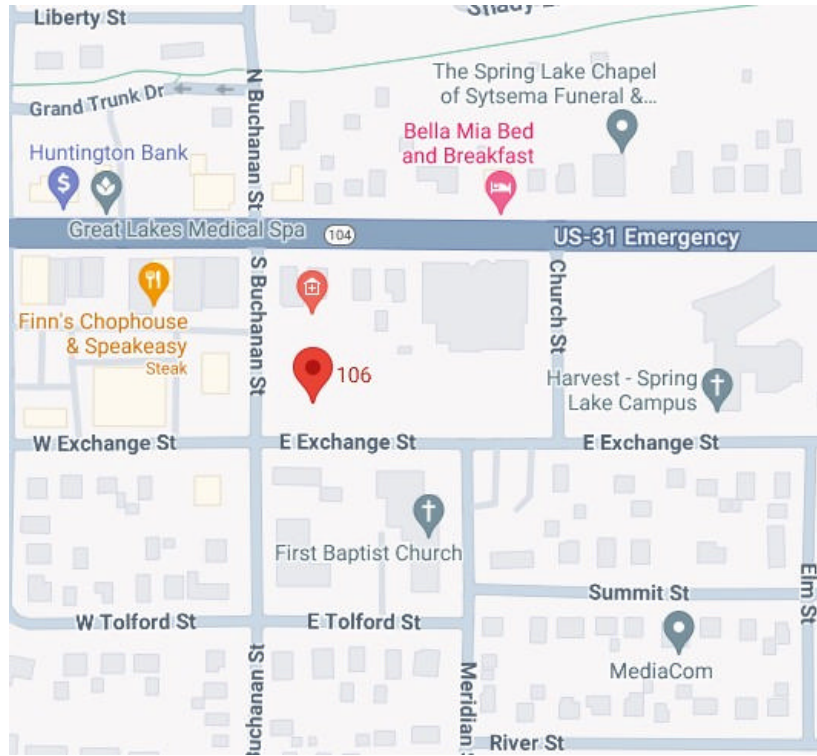 Liberty St
Shady
Grand Trunk Dr
N Buchanan St
The Spring Lake Chapel
of Sytsema Funeral &...
Bella Mia Bed
and Breakfast
Huntington Bank
$
Great Lakes Medical Spa
104
US-31 Emergency
S Buchanan St
Church St
Finn's Chophouse
& Speakeasy
Steak
106
Harvest - Spring
Lake Campus
W Exchange St
E Exchange St
E Exchange St
First Baptist Church
Summit St
Elm St
W Tolford St
E Tolford St
Meridian
MediaCom
River St